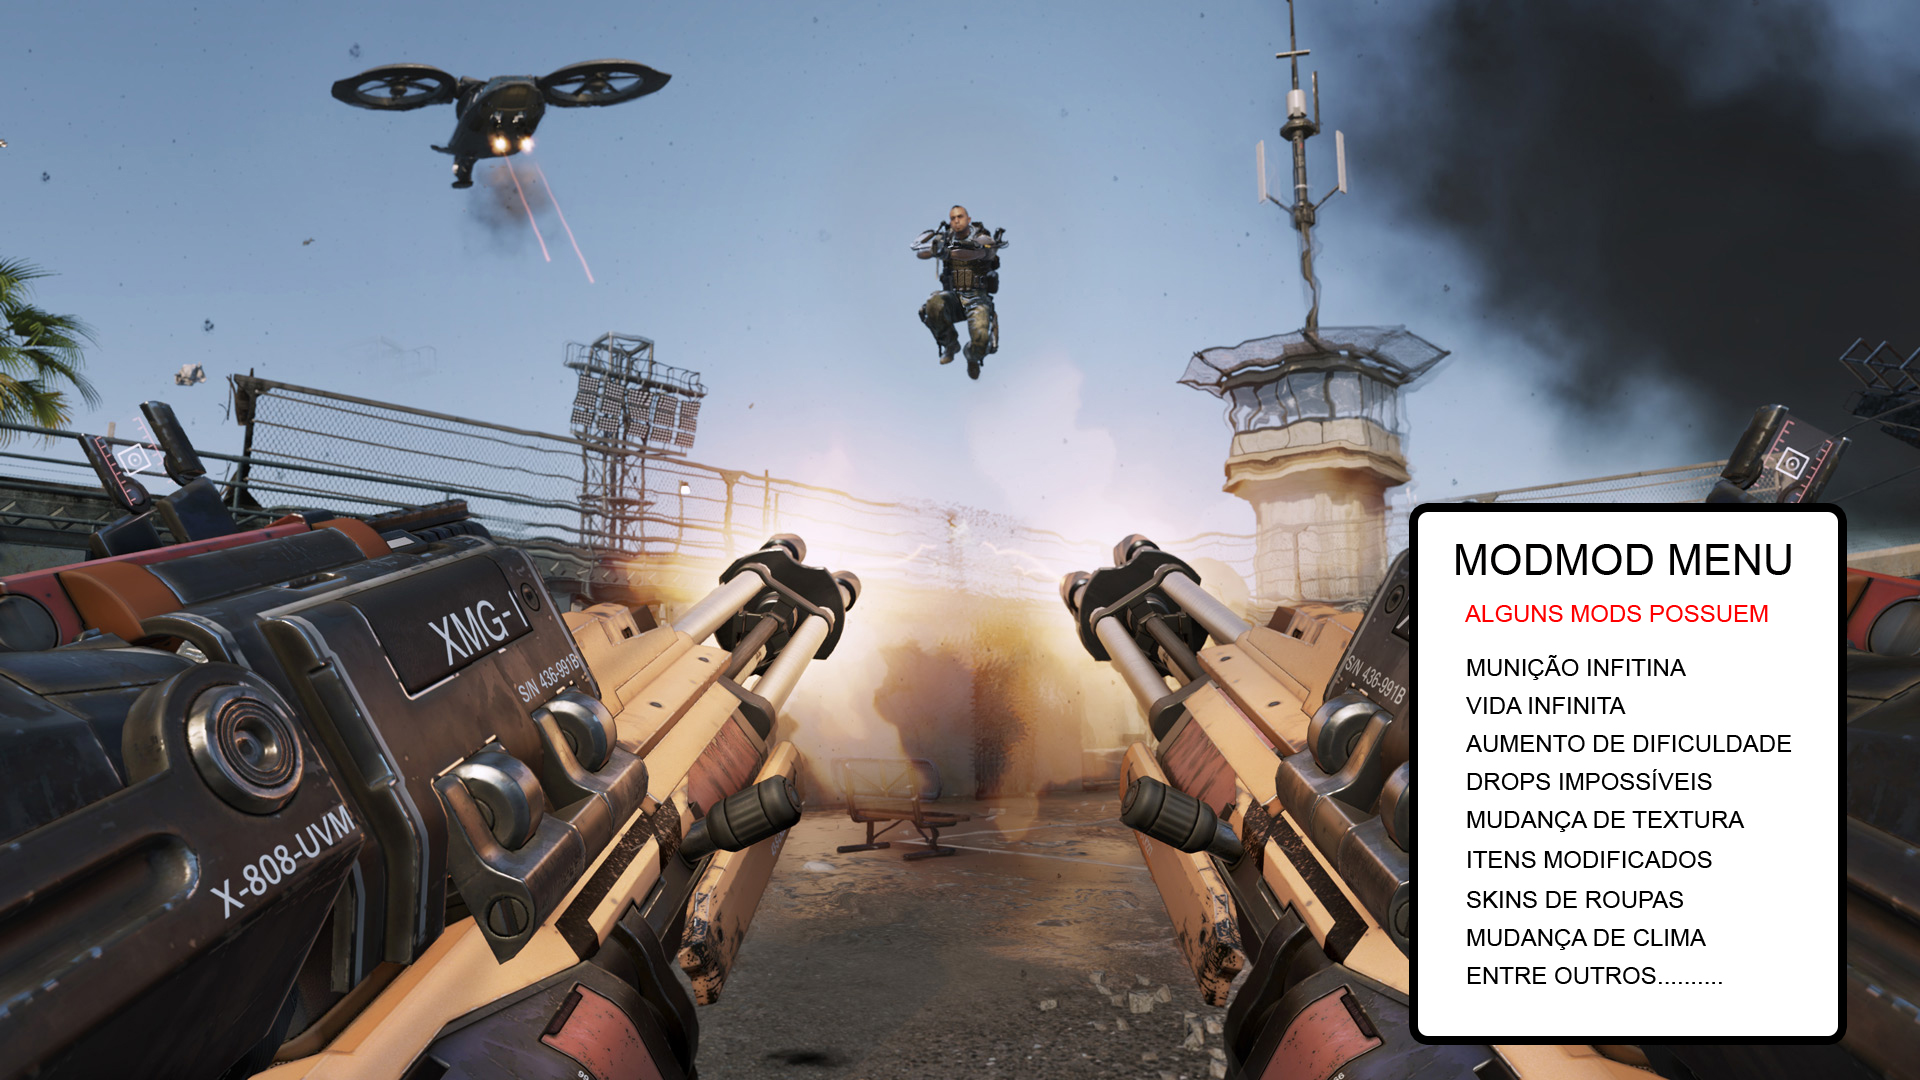 XMG-1
S/N 436-991B
X-808-UVM
S/N 436-991B
MODMOD MENU
ALGUNS MODS POSSUEM
MUNIÇÃO INFITINA
VIDA INFINITA
AUMENTO DE DIFICULDADE
DROPS IMPOSSÍVEIS
MUDANÇA DE TEXTURA
ITENS MODIFICADOS
SKINS DE ROUPAS
MUDANÇA DE CLIMA
ENTRE OUTROS..........